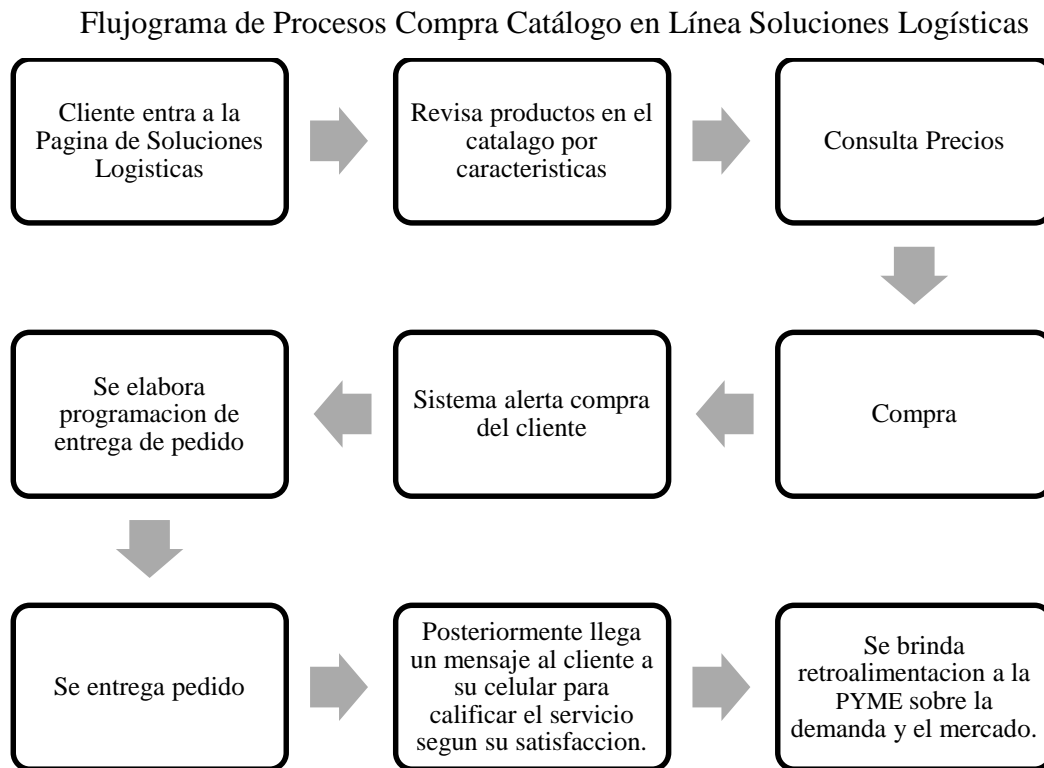 Flujograma de Procesos Compra Catálogo en Línea Soluciones Logísticas
Cliente entra a la
Pagina de Soluciones
Logisticas
Revisa productos en el
catalago por
caracteristicas
Consulta Precios
Compra
Sistema alerta compra
del cliente
Se elabora
programacion de
entrega de pedido
Se entrega pedido
Posteriormente llega
un mensaje al cliente a
su celular para
calificar el servicio
segun su satisfaccion.
Se brinda
retroalimentacion a la
PYME sobre la
demanda y el mercado.